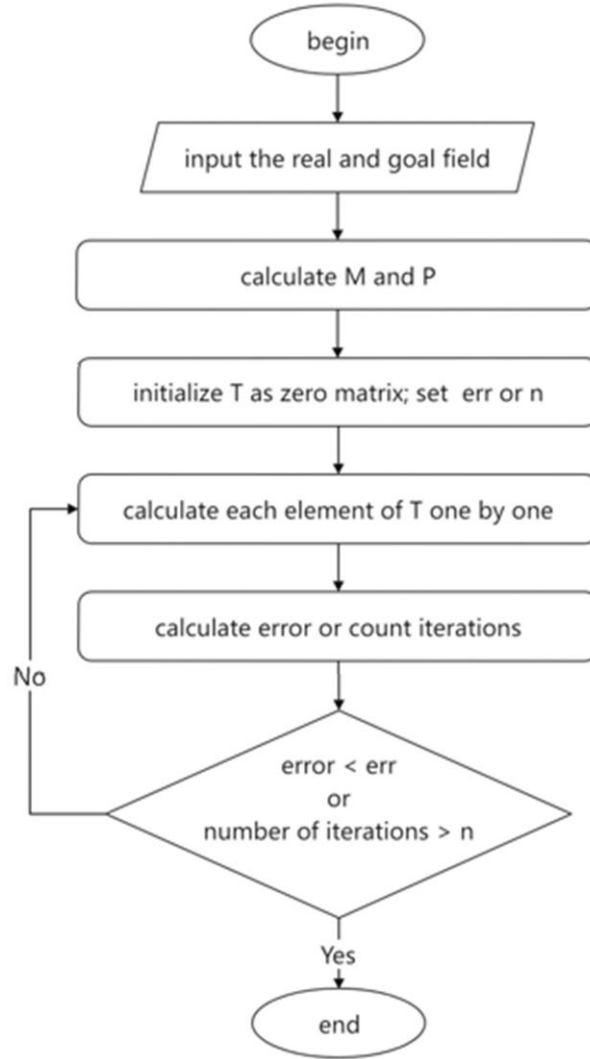 begin
input the real and goal field
calculate M and P
initialize T as zero matrix; set err or n
calculate each element of T one by one
calculate error or count iterations
No
error < err
or
number of iterations > n
Yes
end